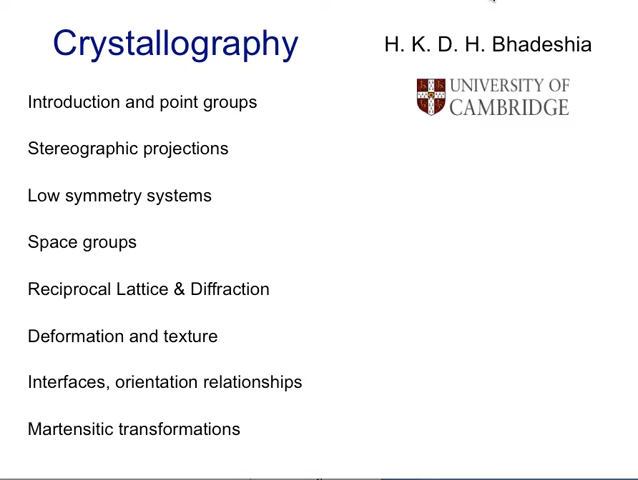 Crystallography
H. K. D. H. Bhadeshia
UNIVERSITY OF
CAMBRIDGE
Introduction and point groups
Stereographic projections
Low symmetry systems
Space groups
Reciprocal Lattice & Diffraction
Deformation and texture
Interfaces, orientation relationships
Martensitic transformations